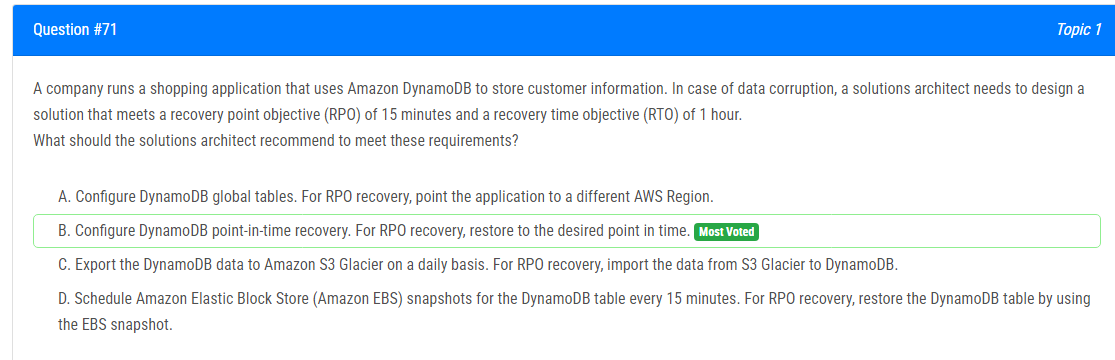 Question #71
Topic 1
A company runs a shopping application that uses Amazon DynamoDB to store customer information. In case of data corruption, a solutions architect needs to design a
solution that meets a recovery point objective (RPO) of 15 minutes and a recovery time objective (RTO) of 1 hour.
What should the solutions architect recommend to meet these requirements?
A. Configure DynamoDB global tables. For RPO recovery, point the application to a different AWS Region.
B. Configure DynamoDB point-in-time recovery. For RPO recovery, restore to the desired point in time. Most Voted
C. Export the DynamoDB data to Amazon S3 Glacier on a daily basis. For RPO recovery, import the data from S3 Glacier to DynamoDB.
D. Schedule Amazon Elastic Block Store (Amazon EBS) snapshots for the DynamoDB table every 15 minutes. For RPO recovery, restore the DynamoDB table by using
the EBS snapshot.